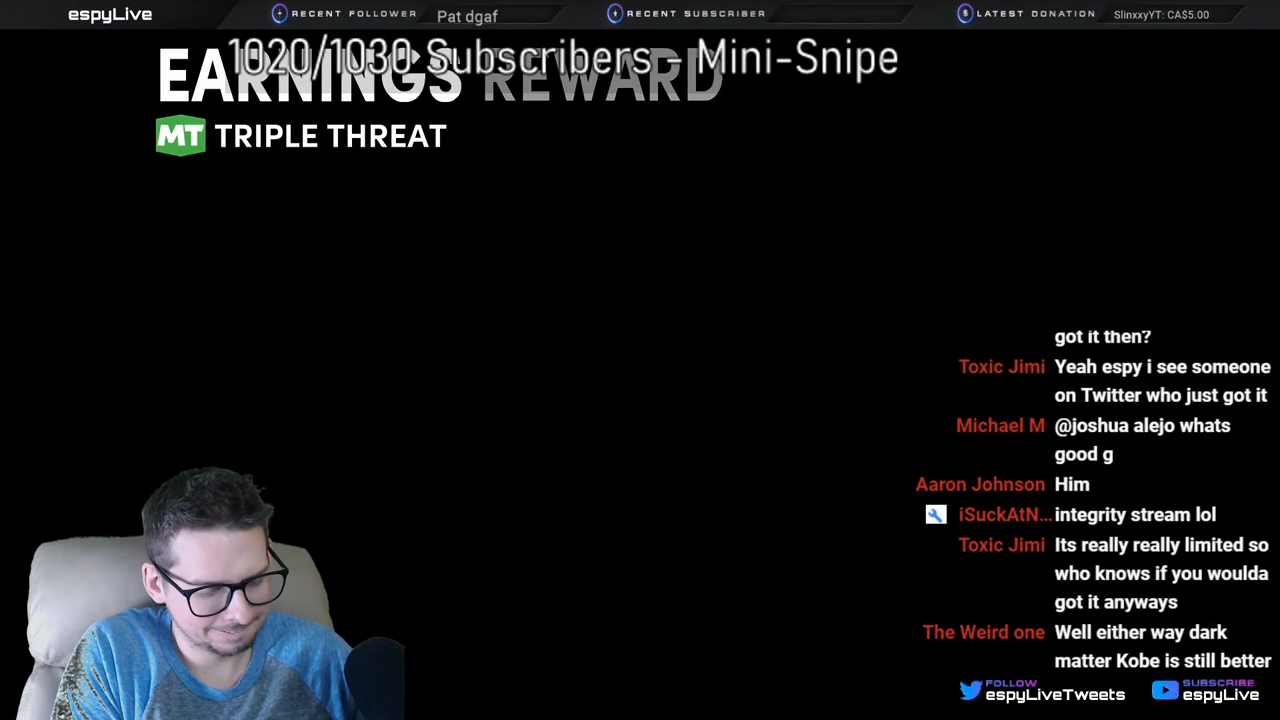 espyLive
RECENT FOLLOWER
Pat dgaf
RECENT SUBSCRIBER
LATEST DONATION
SlinxxyYT: CA$5.00
1020/1030 Subscribers - Mini-Snipe
EARNINGS REWARD
MT TRIPLE THREAT
got it then?
Toxic Jimi Yeah espy i see someone
on Twitter who just got it
Michael M @joshua alejo whats
good g
Aaron Johnson Him
iSuckAtN... integrity stream lol
Toxic Jimi Its really really limited so
who knows if you woulda
got it anyways
The Weird one Well either way dark
matter Kobe is still better
FOLLOW
espyLiveTweets
SUBSCRIBE
espyLive